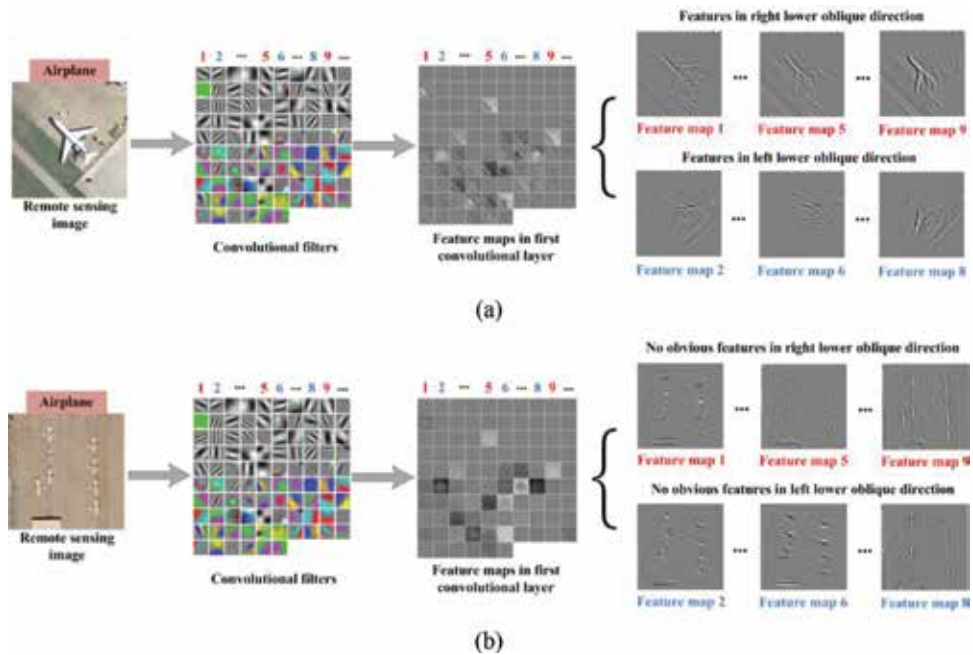 Features in right lower oblique direction
1 2 ... 5 6 ... 8 9 ...
1 2 ... 5 6 ... 8 9 ...
Airplane
... ...
Feature map 1 Feature map 5 Feature map 9
Features in left lower oblique direction
Remote sensing
image
... ...
Convolutional filters
Feature maps in first
convolutional layer
Feature map 2 Feature map 6 Feature map 8
(a)
No obvious features in right lower oblique direction
1 2 ... 5 6 ... 8 9 ...
1 2 ... 5 6 ... 8 9 ...
Airplane
... ...
Feature map 1 Feature map 5 Feature map 9
No obvious features in left lower oblique direction
Remote sensing
image
... ...
Convolutional filters
Feature maps in first
convolutional layer
Feature map 2 Feature map 6 Feature map 8
(b)